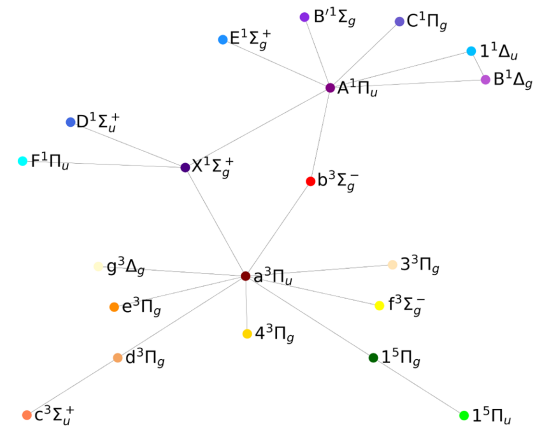 B′¹Σg
C¹Πg
E¹Σg⁺
1¹Δu
B¹Δg
A¹Πu
D¹Σu⁺
F¹Πu
X¹Σg⁺
b³Σg⁻
g³Δg
a³Πu
3³Πg
e³Πg
f³Σg⁻
4³Πg
d³Πg
1⁵Πg
c³Σu⁺
1⁵Πu